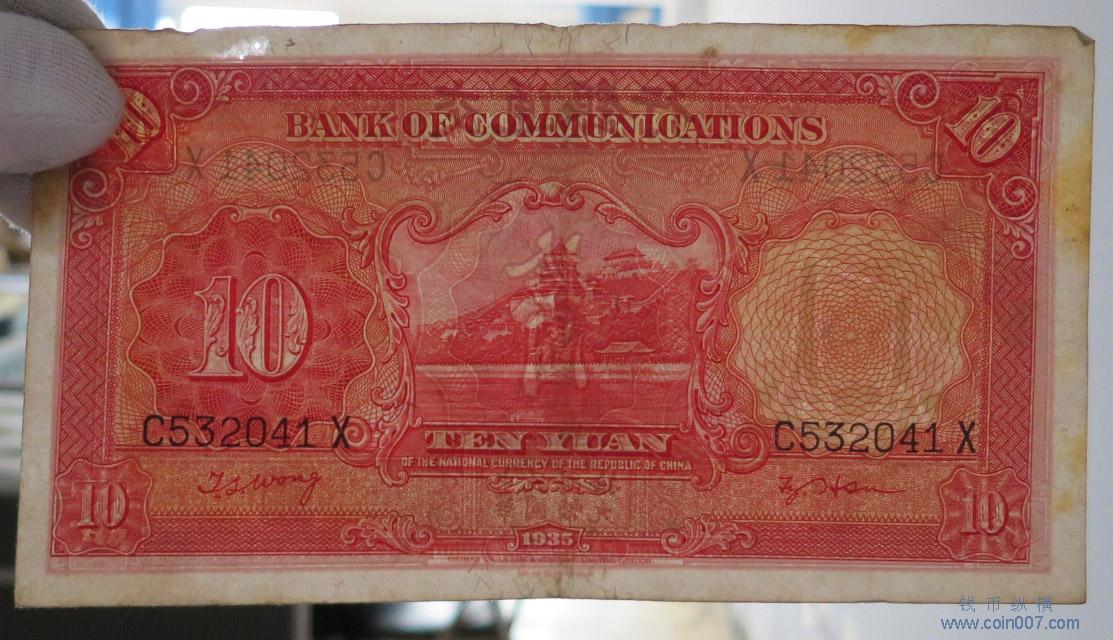 10 10
BANK OF COMMUNICATIONS
10
C532041 X C532041 X
TEN YUAN
OF THE NATIONAL CURRENCY OF THE REPUBLIC OF CHINA
T.S. Wong
10 10
1935
钱币纵横
www.coin007.com